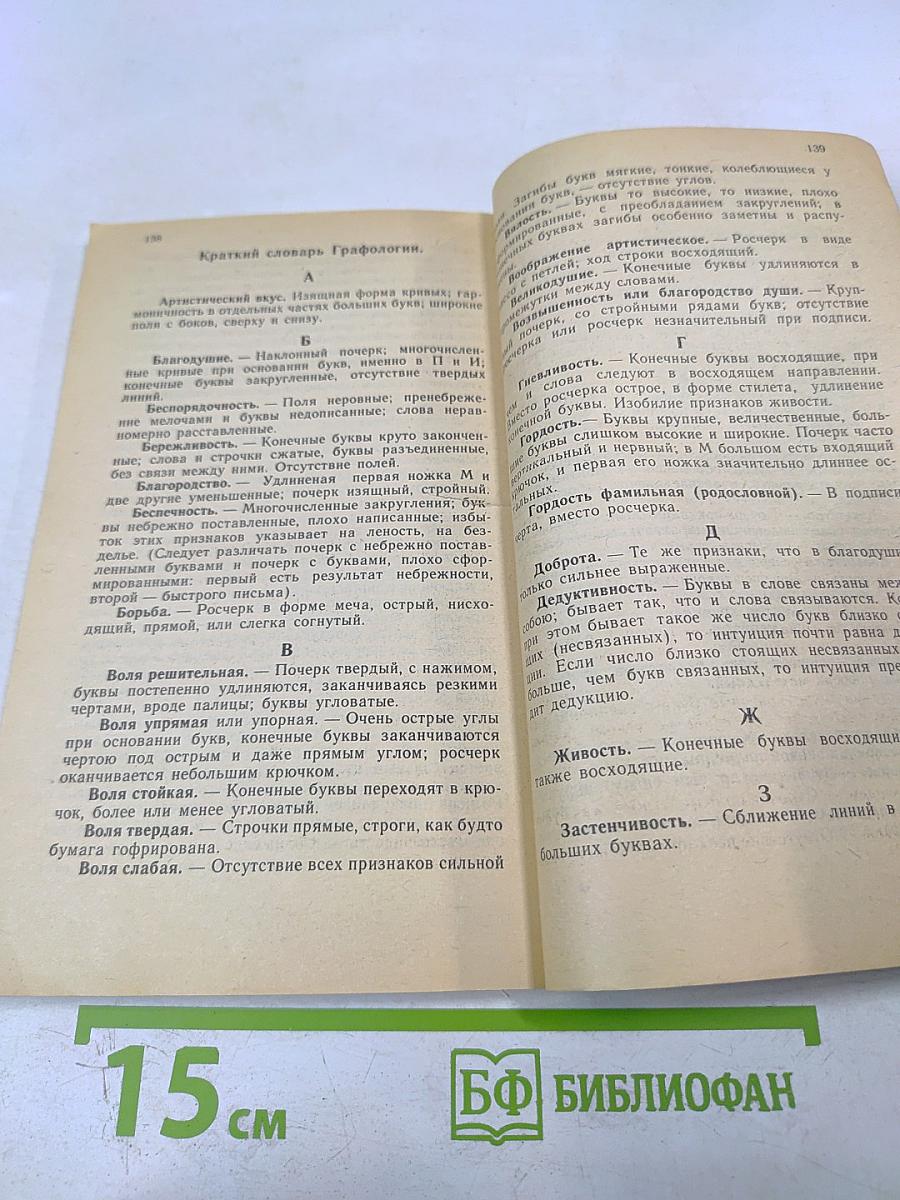 138
Краткий словарь Графологии.
А
Артистический вкус. Изящная форма кривых; гар-
моничность в отдельных частях больших букв; широкие
поля с боков, сверху и снизу.
Б
Благодушие. — Наклонный почерк; многочислен-
ные кривые при основании букв, именно в П и И;
конечные буквы закругленные, отсутствие твердых
линий.
Беспорядочность. — Поля неровные; пренебреже-
ние мелочами и буквы недописанные; слова нерав-
номерно расставленные.
Бережливость. — Конечные буквы круто закончен-
ные; слова и строчки сжатые, буквы разъединенные,
без связи между ними. Отсутствие полей.
Благородство. — Удлиненая первая ножка М и
две другие уменьшенные; почерк изящный, стройный.
Беспечность. — Многочисленные закругления; бук-
вы небрежно поставленные, плохо написанные; избы-
ток этих признаков указывает на леность, на без-
делье. (Следует различать почерк с небрежно постав-
ленными буквами и почерк с буквами, плохо сфор-
мированными: первый есть результат небрежности,
второй — быстрого письма).
Борьба. — Росчерк в форме меча, острый, нисхо-
дящий, прямой, или слегка согнутый.
В
Воля решительная. — Почерк твердый, с нажимом,
буквы постепенно удлиняются, заканчиваясь резкими
чертами, вроде палицы; буквы угловатые.
Воля упрямая или упорная. — Очень острые углы
при основании букв, конечные буквы заканчиваются
чертою под острым и даже прямым углом; росчерк
оканчивается небольшим крючком.
Воля стойкая. — Конечные буквы переходят в крю-
чок, более или менее угловатый.
Воля твердая. — Строчки прямые, строги, как будто
бумага гофрирована.
Воля слабая. — Отсутствие всех признаков сильной
139
Загибы букв мягкие, тонкие, колеблющиеся у
букв, — отсутствие углов.
Вялость. — Буквы то высокие, то низкие, плохо
с преобладанием закруглений; в
буквах загибы особенно заметны и распу-
Воображение артистическое. — Росчерк в виде
с петлей; ход строки восходящий.
Великодушие. — Конечные буквы удлиняются в
промежутки между словами.
Возвышенность или благородство души. — Круп-
почерк, со стройными рядами букв; отсутствие
росчерка или росчерк незначительный при подписи.
Г
Гневливость. — Конечные буквы восходящие, при
и слова следуют в восходящем направлении.
Вместо росчерка острое, в форме стилета, удлинение
конечной буквы. Изобилие признаков живости.
Гордость.— Буквы крупные, величественные, боль-
буквы слишком высокие и широкие. Почерк часто
вертикальный и нервный; в М большом есть входящий
крючок, и первая его ножка значительно длиннее ос-
тальных.
Гордость фамильная (родословной). — В подписи
черта, вместо росчерка.
Д
Доброта. — Те же признаки, что в благодуши
только сильнее выраженные.
Дедуктивность. — Буквы в слове связаны меж
собою; бывает так, что и слова связываются. Ко
при этом бывает такое же число букв близко с
щих (несвязанных), то интуиция почти равна д
ции. Если число близко стоящих несвязанных
больше, чем букв связанных, то интуиция пре
дит дедукцию.
Ж
Живость. — Конечные буквы восходящи
также восходящие.
З
Застенчивость. — Сближение линий в
больших буквах.
15 см
БФ БИБЛИОФАН